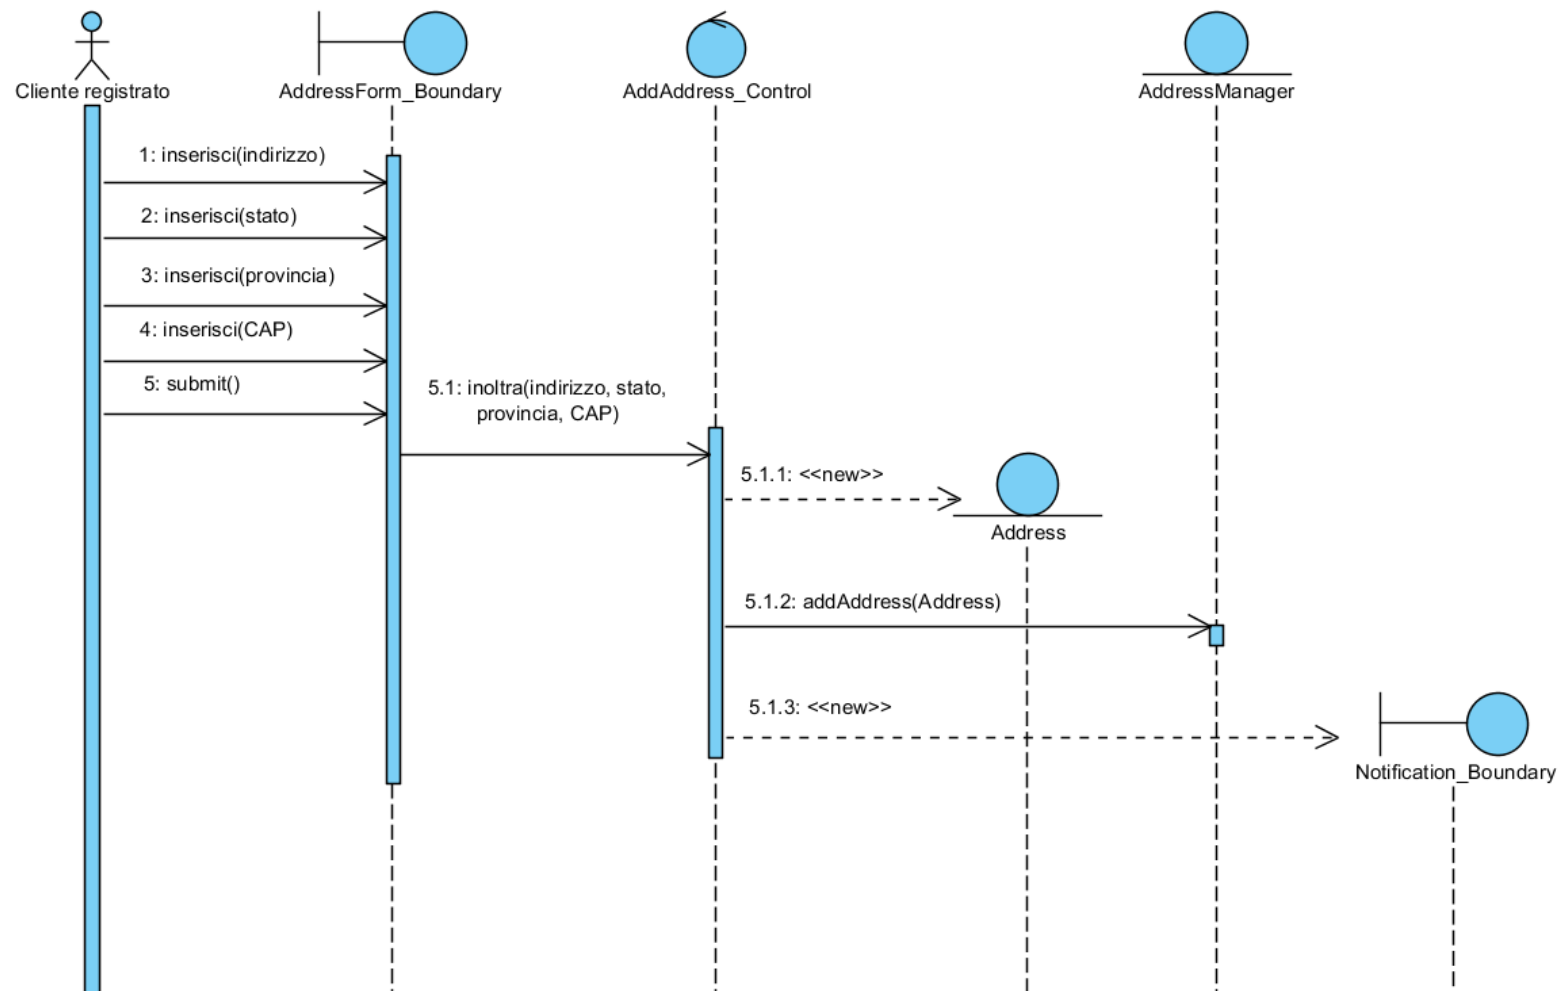 Cliente registrato
AddressForm_Boundary
AddAddress_Control
AddressManager
1: inserisci(indirizzo)
2: inserisci(stato)
3: inserisci(provincia)
4: inserisci(CAP)
5: submit()
5.1: inoltra(indirizzo, stato,
provincia, CAP)
5.1.1: <<new>>
Address
5.1.2: addAddress(Address)
5.1.3: <<new>>
Notification_Boundary